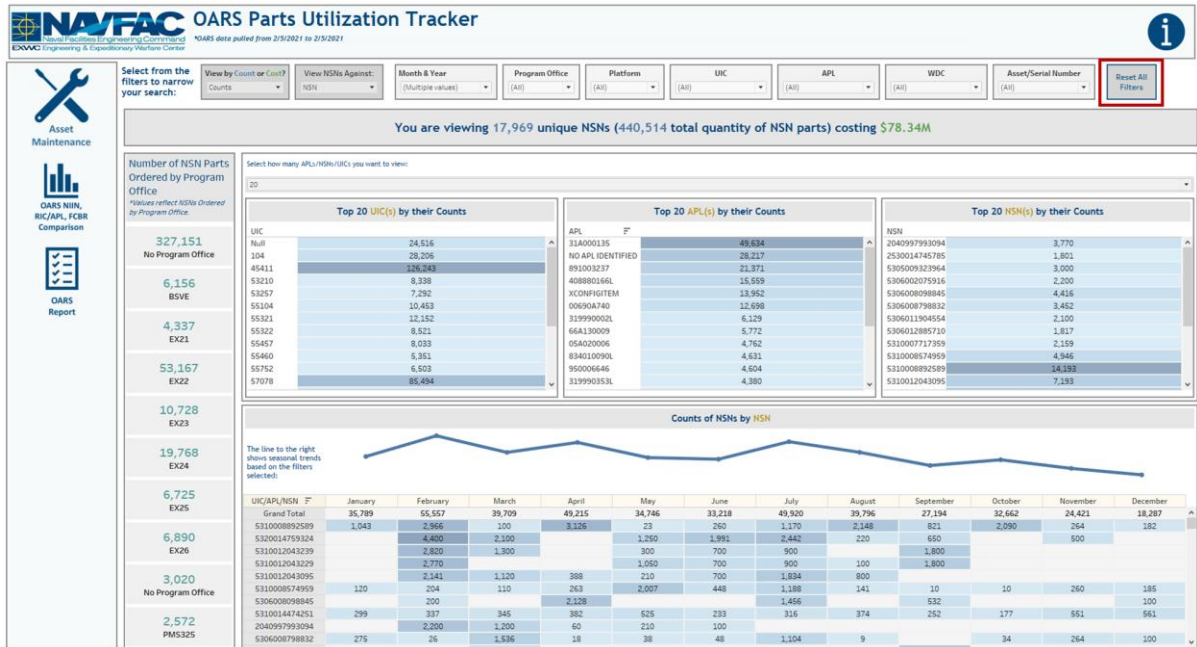 NAVFAC
Naval Facilities Engineering Command
EXWC Engineering & Expeditionary Warfare Center
OARS Parts Utilization Tracker
*OARS data pulled from 2/5/2021 to 2/5/2021
i
Asset
Maintenance
OARS NIIN,
RIC/APL, FCBR
Comparison
OARS
Report
Select from the
filters to narrow
your search:
View by Count or Cost?
Counts
View NSNs Against:
NSN
Month & Year
(Multiple values)
Program Office
(All)
Platform
(All)
UIC
(All)
APL
(All)
WDC
(All)
Asset/Serial Number
(All)
Reset All
Filters
You are viewing 17,969 unique NSNs (440,514 total quantity of NSN parts) costing $78.34M
Number of NSN Parts
Ordered by Program
Office
*Values reflect NSNs Ordered
by Program Office.
327,151
No Program Office
6,156
BSVE
4,337
EX21
53,167
EX22
10,728
EX23
19,768
EX24
6,725
EX25
6,890
EX26
3,020
No Program Office
2,572
PMS325
Select how many APLs/NSNs/UICs you want to view:
20
Top 20 UIC(s) by their Counts
UIC
Null 24,516
104 28,206
45411 126,243
53210 8,338
53257 7,292
55104 10,453
55321 12,152
55322 8,521
55457 8,033
55460 5,351
55752 6,503
57078 85,494
Top 20 APL(s) by their Counts
APL
31A000135 49,634
NO APL IDENTIFIED 28,217
891003237 21,371
408880166L 15,559
XCONFIGITEM 13,952
00690A740 12,698
319990002L 6,129
66A130009 5,772
05A020006 4,762
834010090L 4,631
950006646 4,604
319990353L 4,380
Top 20 NSN(s) by their Counts
NSN
2040997993094 3,770
2530014745785 1,801
5305009323964 3,000
5306002075916 2,200
5306008098845 4,416
5306008798832 3,452
5306011904554 2,100
5306012885710 1,817
5310007717359 2,159
5310008574959 4,946
5310008892589 14,193
5310012043095 7,193
Counts of NSNs by NSN
The line to the right
shows seasonal trends
based on the filters
selected:
UIC/APL/NSN January February March April May June July August September October November December
Grand Total 35,789 55,557 39,709 49,215 34,746 33,218 49,920 39,796 27,194 32,662 24,421 18,287
5310008892589 1,043 2,966 100 3,126 23 260 1,170 2,148 821 2,090 264 182
5320014759324 4,400 2,100 1,250 1,991 2,442 220 650 500
5310012043239 2,820 1,300 300 700 900 1,800
5310012043229 2,770 1,050 700 900 100 1,800
5310012043095 2,141 1,120 388 210 700 1,834 800
5310008574959 120 204 110 263 2,007 448 1,188 141 10 10 260 185
5306008098845 200 2,128 1,456 532 100
5310014474251 299 337 345 382 525 233 316 374 252 177 551 561
2040997993094 2,200 1,200 60 210 100
5306008798832 275 26 1,536 18 38 48 1,104 9 34 264 100